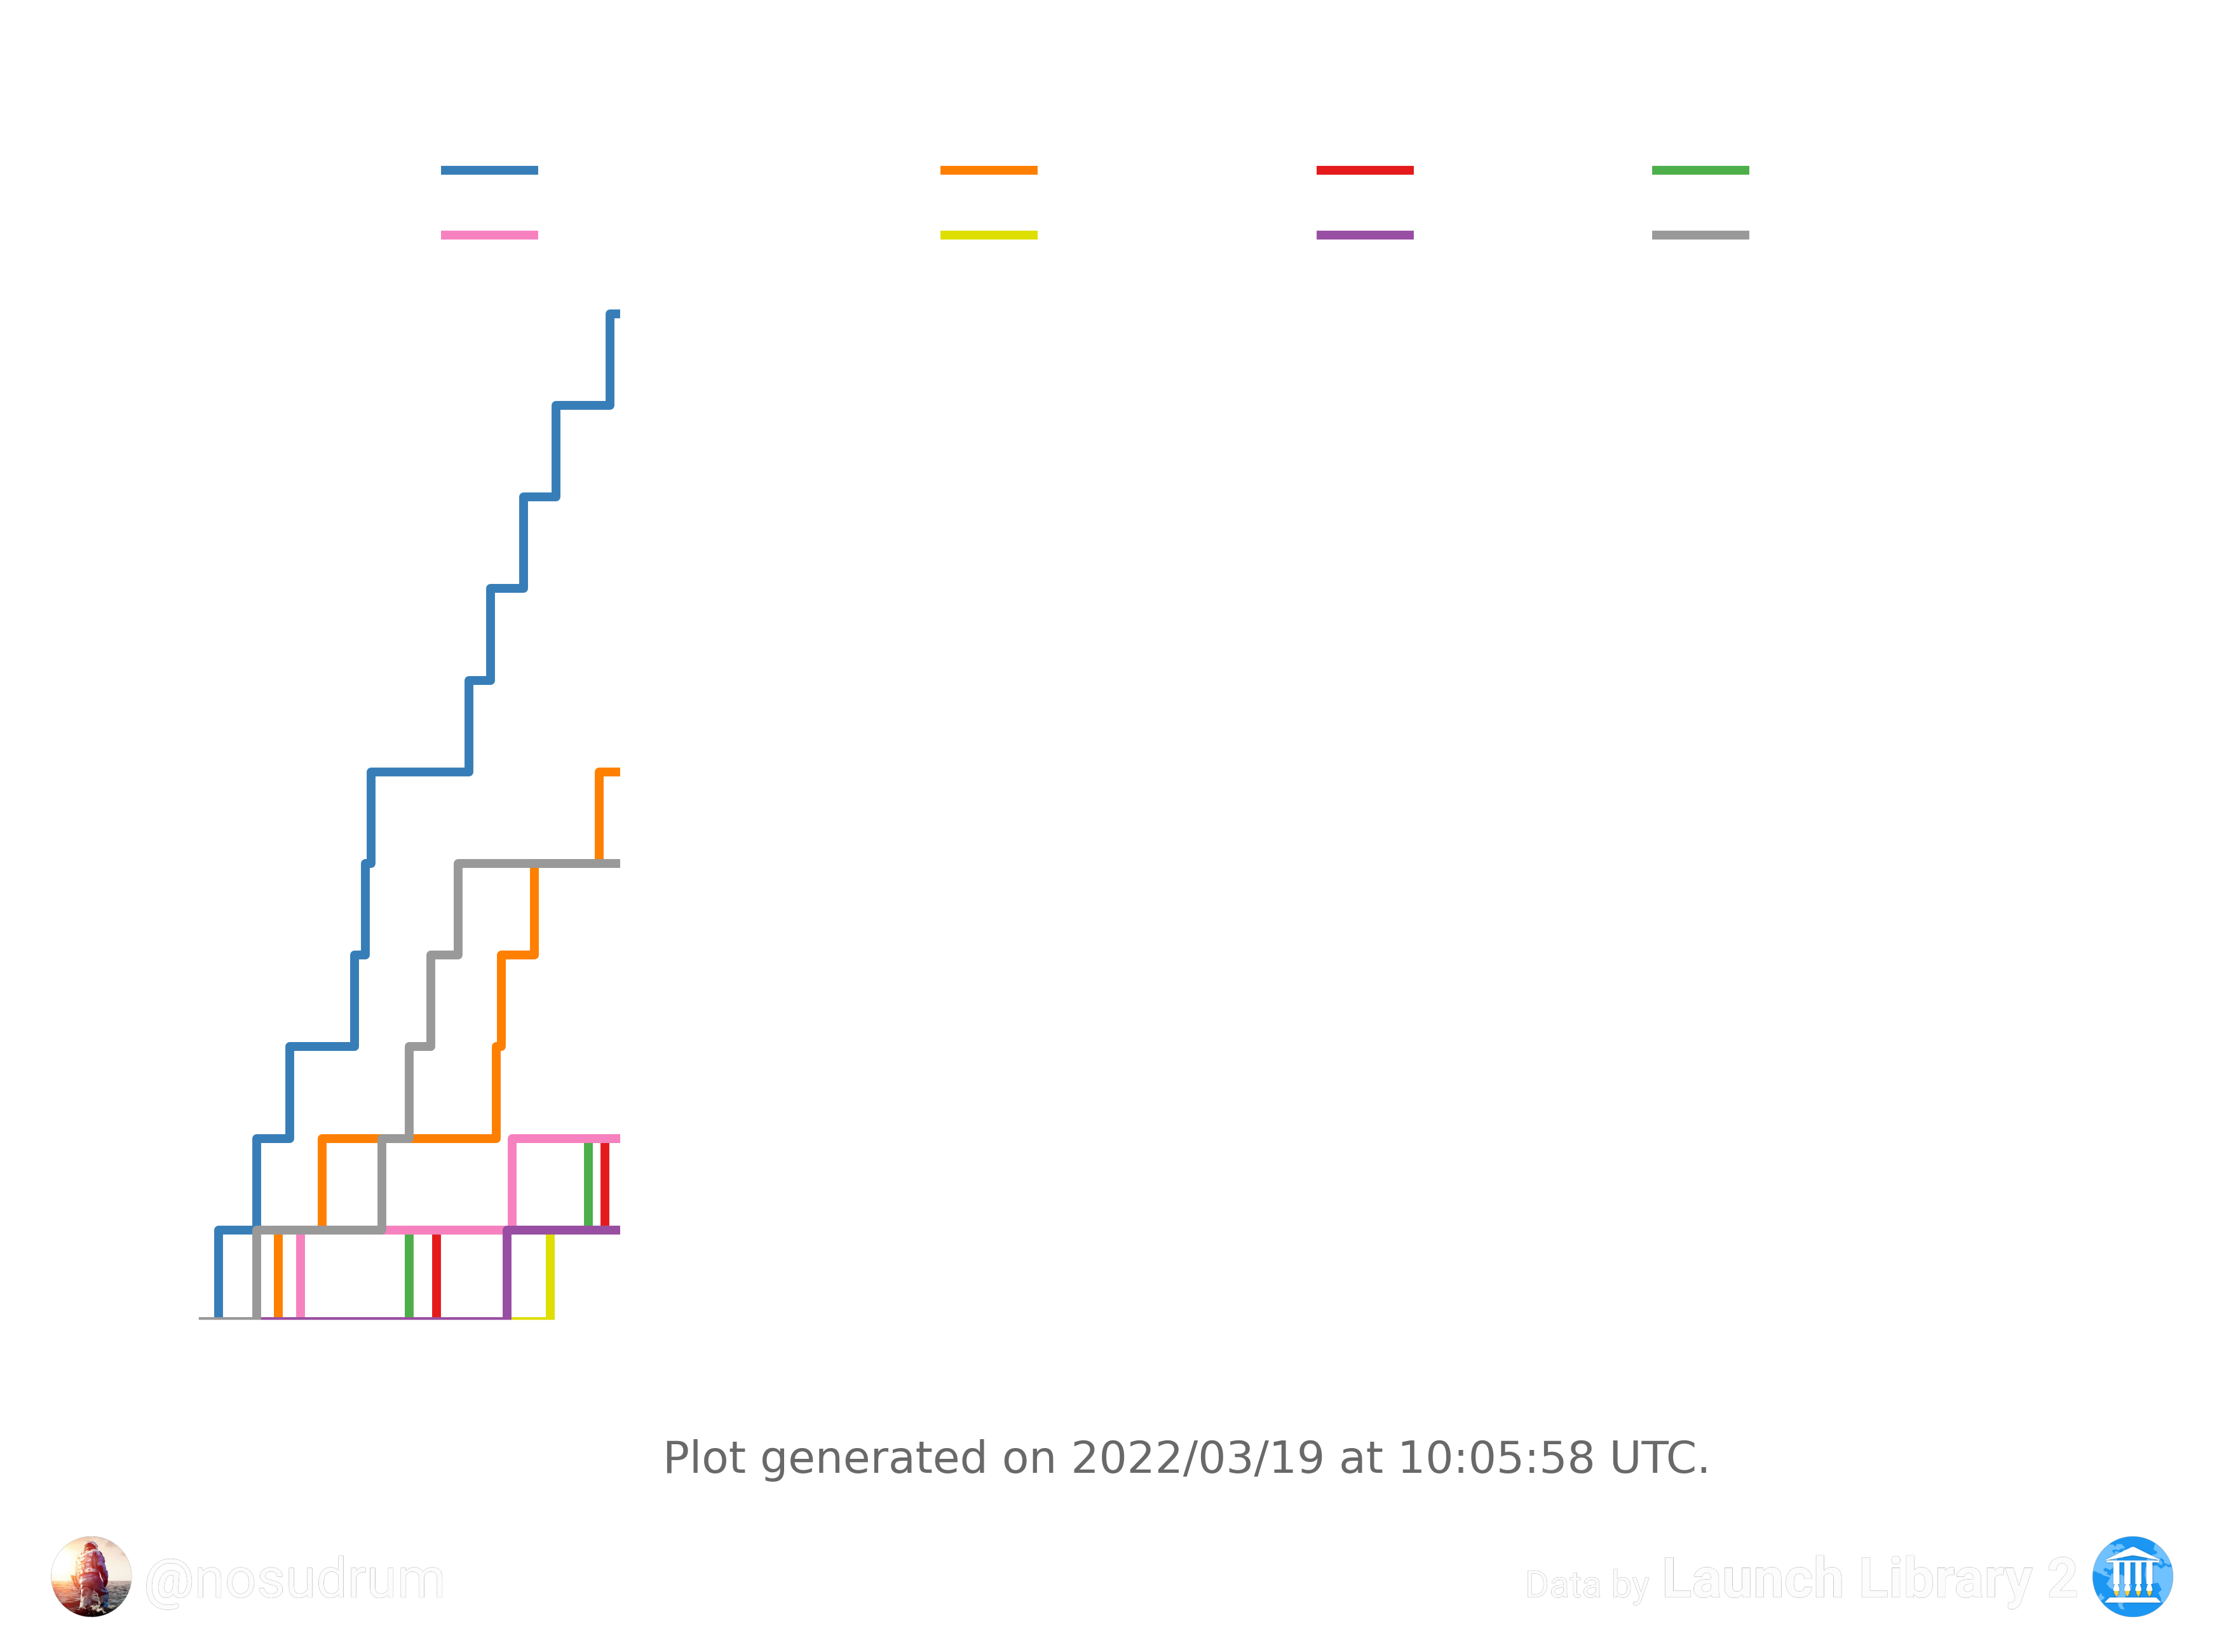 Plot generated on 2022/03/19 at 10:05:58 UTC.
@nosudrum
Data by Launch Library 2